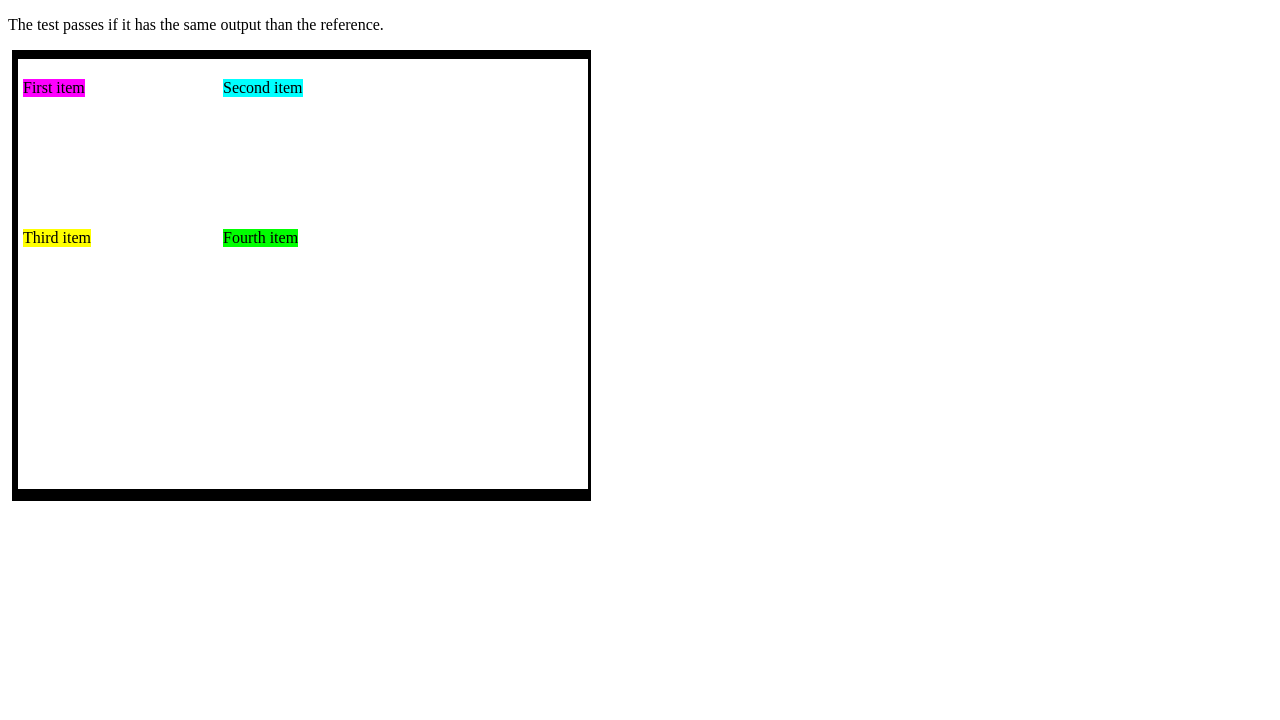 The test passes if it has the same output than the reference.
First item Second item
Third item Fourth item